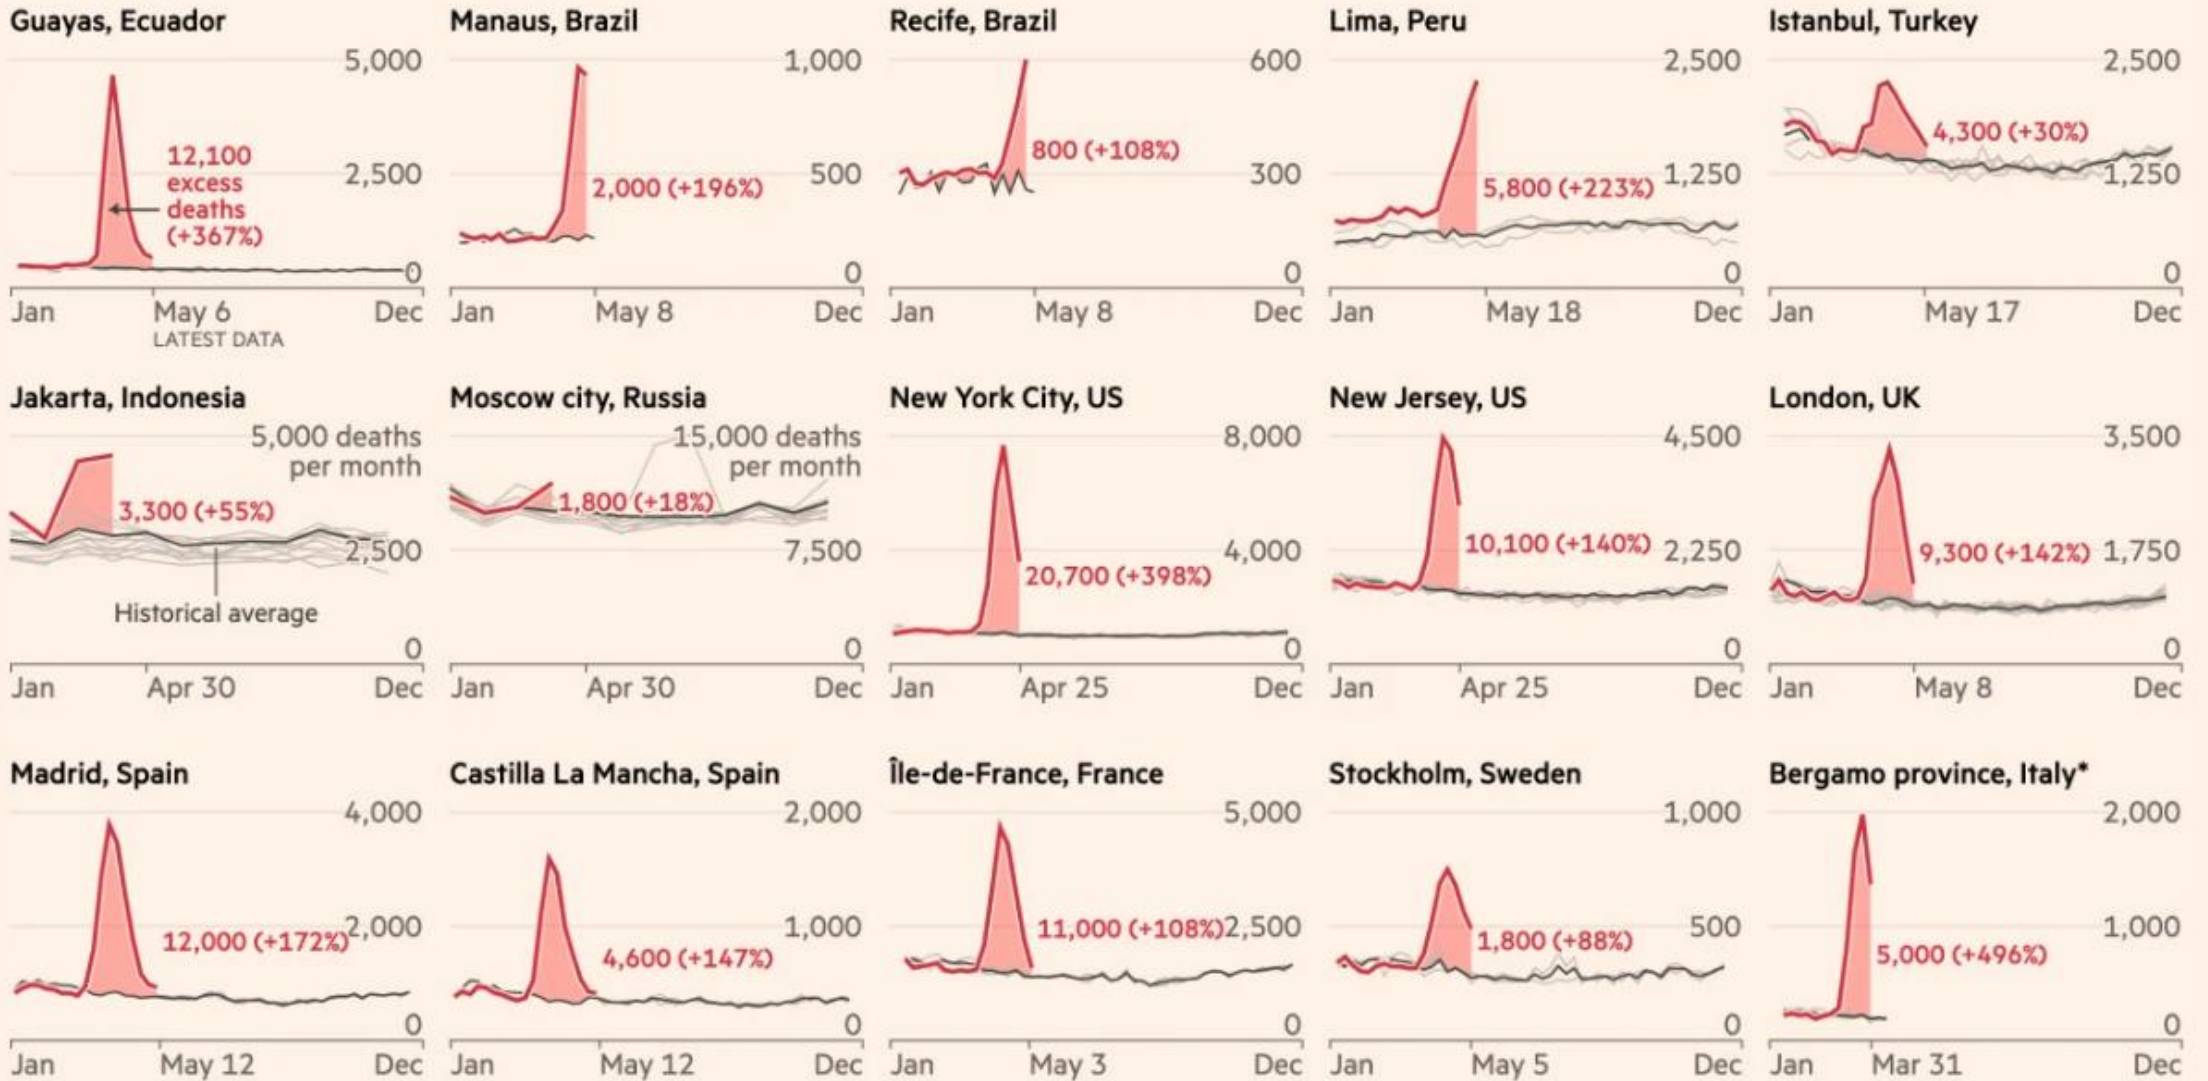 Guayas, Ecuador
5,000
12,100
excess
deaths
(+367%)
2,500
0
Jan
May 6
LATEST DATA
Dec
Manaus, Brazil
1,000
2,000 (+196%)
500
0
Jan
May 8
Dec
Recife, Brazil
600
800 (+108%)
300
0
Jan
May 8
Dec
Lima, Peru
2,500
5,800 (+223%)
1,250
0
Jan
May 18
Dec
Istanbul, Turkey
2,500
4,300 (+30%)
1,250
0
Jan
May 17
Dec
Jakarta, Indonesia
5,000 deaths
per month
3,300 (+55%)
2,500
Historical average
0
Jan
Apr 30
Dec
Moscow city, Russia
15,000 deaths
per month
1,800 (+18%)
7,500
0
Jan
Apr 30
Dec
New York City, US
8,000
4,000
20,700 (+398%)
0
Jan
Apr 25
Dec
New Jersey, US
4,500
10,100 (+140%)
2,250
0
Jan
Apr 25
Dec
London, UK
3,500
9,300 (+142%)
1,750
0
Jan
May 8
Dec
Madrid, Spain
4,000
12,000 (+172%)
2,000
0
Jan
May 12
Dec
Castilla La Mancha, Spain
2,000
1,000
4,600 (+147%)
0
Jan
May 12
Dec
Île-de-France, France
5,000
11,000 (+108%)
2,500
0
Jan
May 3
Dec
Stockholm, Sweden
1,000
500
1,800 (+88%)
0
Jan
May 5
Dec
Bergamo province, Italy*
2,000
1,000
5,000 (+496%)
0
Jan
Mar 31
Dec